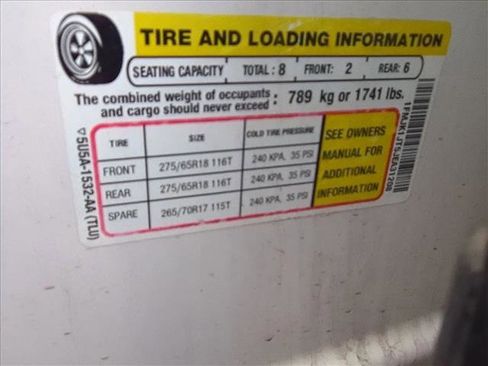 TIRE AND LOADING INFORMATION
SEATING CAPACITY TOTAL : 8 FRONT: 2 REAR: 6
The combined weight of occupants and cargo should never exceed : 789 kg or 1741 lbs.
TIRE SIZE COLD TIRE PRESSURE
FRONT 275/65R18 116T 240 KPA, 35 PSI
REAR 275/65R18 116T 240 KPA, 35 PSI
SPARE 265/70R17 115T 240 KPA, 35 PSI
SEE OWNERS
MANUAL FOR
ADDITIONAL
INFORMATION
5U5A-1532-AA (TLU)